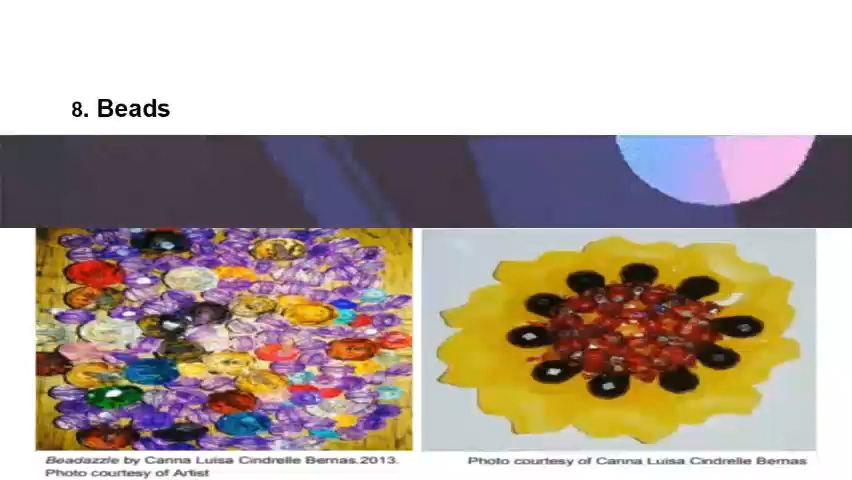 8. Beads
Beadazzle by Canna Luisa Cindrelle Bernas.2013.
Photo courtesy of Artist
Photo courtesy of Canna Luisa Cindrelle Bernas